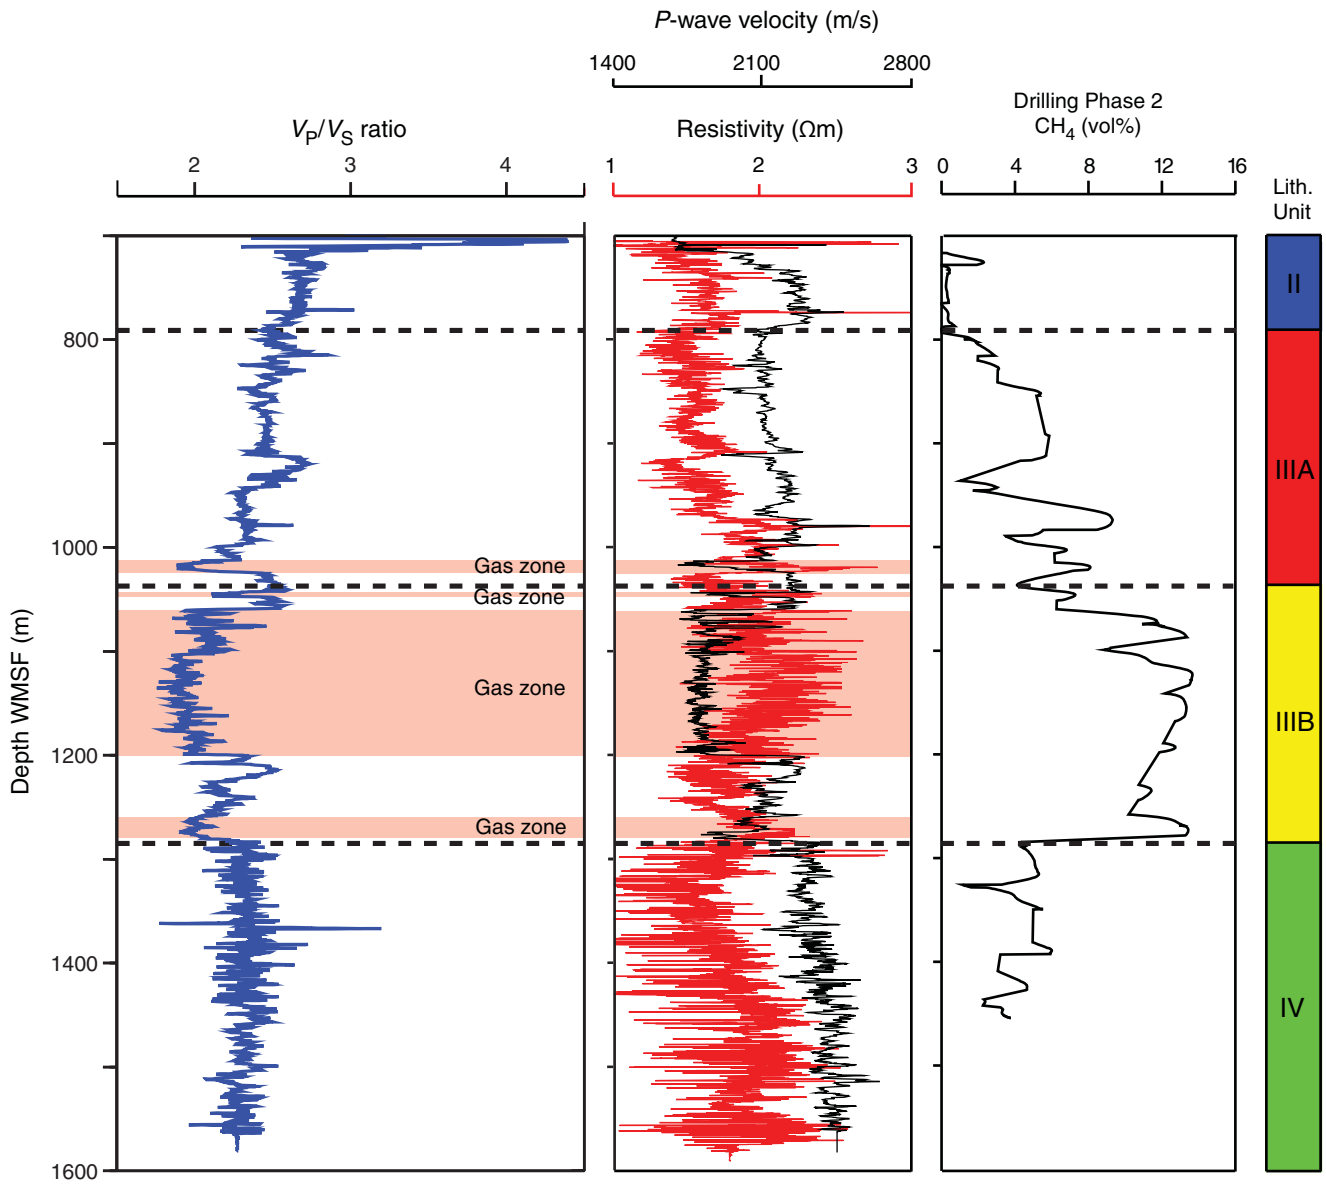 P-wave velocity (m/s)
1400 2100 2800
Drilling Phase 2
CH4 (vol%)
VP/VS ratio
Resistivity (Ωm)
2 3 4
1 2 3
0 4 8 12 16
Lith.
Unit
II
800
IIIA
1000
Gas zone
Gas zone
Depth WMSF (m)
Gas zone
IIIB
1200
Gas zone
1400
IV
1600